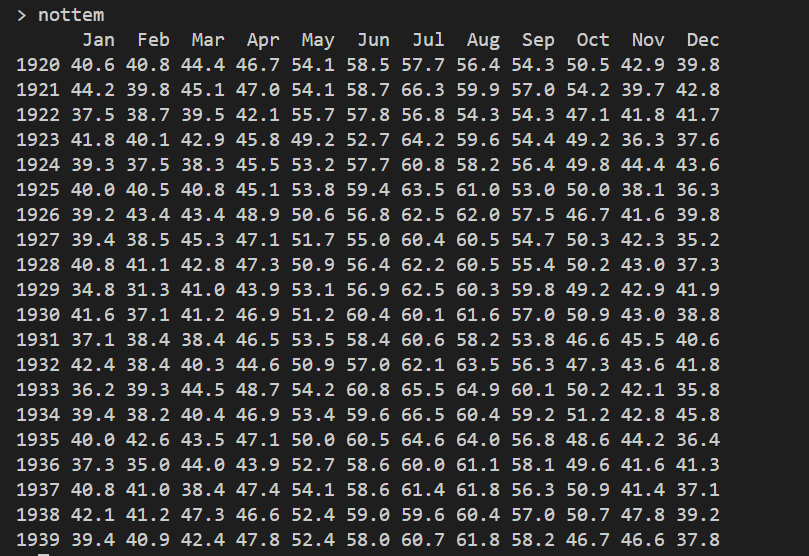 > nottem
      Jan  Feb  Mar  Apr  May  Jun  Jul  Aug  Sep  Oct  Nov  Dec
1920 40.6 40.8 44.4 46.7 54.1 58.5 57.7 56.4 54.3 50.5 42.9 39.8
1921 44.2 39.8 45.1 47.0 54.1 58.7 66.3 59.9 57.0 54.2 39.7 42.8
1922 37.5 38.7 39.5 42.1 55.7 57.8 56.8 54.3 54.3 47.1 41.8 41.7
1923 41.8 40.1 42.9 45.8 49.2 52.7 64.2 59.6 54.4 49.2 36.3 37.6
1924 39.3 37.5 38.3 45.5 53.2 57.7 60.8 58.2 56.4 49.8 44.4 43.6
1925 40.0 40.5 40.8 45.1 53.8 59.4 63.5 61.0 53.0 50.0 38.1 36.3
1926 39.2 43.4 43.4 48.9 50.6 56.8 62.5 62.0 57.5 46.7 41.6 39.8
1927 39.4 38.5 45.3 47.1 51.7 55.0 60.4 60.5 54.7 50.3 42.3 35.2
1928 40.8 41.1 42.8 47.3 50.9 56.4 62.2 60.5 55.4 50.2 43.0 37.3
1929 34.8 31.3 41.0 43.9 53.1 56.9 62.5 60.3 59.8 49.2 42.9 41.9
1930 41.6 37.1 41.2 46.9 51.2 60.4 60.1 61.6 57.0 50.9 43.0 38.8
1931 37.1 38.4 38.4 46.5 53.5 58.4 60.6 58.2 53.8 46.6 45.5 40.6
1932 42.4 38.4 40.3 44.6 50.9 57.0 62.1 63.5 56.3 47.3 43.6 41.8
1933 36.2 39.3 44.5 48.7 54.2 60.8 65.5 64.9 60.1 50.2 42.1 35.8
1934 39.4 38.2 40.4 46.9 53.4 59.6 66.5 60.4 59.2 51.2 42.8 45.8
1935 40.0 42.6 43.5 47.1 50.0 60.5 64.6 64.0 56.8 48.6 44.2 36.4
1936 37.3 35.0 44.0 43.9 52.7 58.6 60.0 61.1 58.1 49.6 41.6 41.3
1937 40.8 41.0 38.4 47.4 54.1 58.6 61.4 61.8 56.3 50.9 41.4 37.1
1938 42.1 41.2 47.3 46.6 52.4 59.0 59.6 60.4 57.0 50.7 47.8 39.2
1939 39.4 40.9 42.4 47.8 52.4 58.0 60.7 61.8 58.2 46.7 46.6 37.8